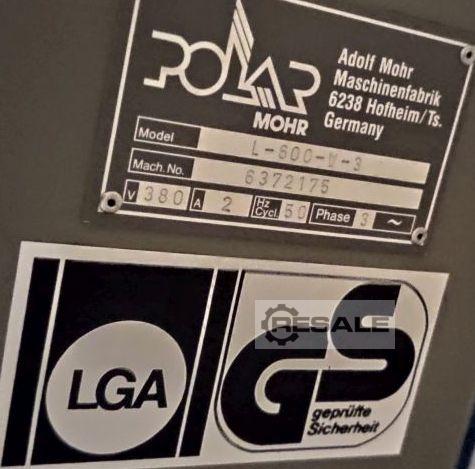 POLAR
MOHR
Adolf Mohr
Maschinenfabrik
6238 Hofheim/Ts.
Germany
Model L-600-W-3
Mach. No. 6372175
V 380 A 2 Hz Cycl. 50 Phase 3 ~
RESALE
LGA
GS
geprüfte
Sicherheit